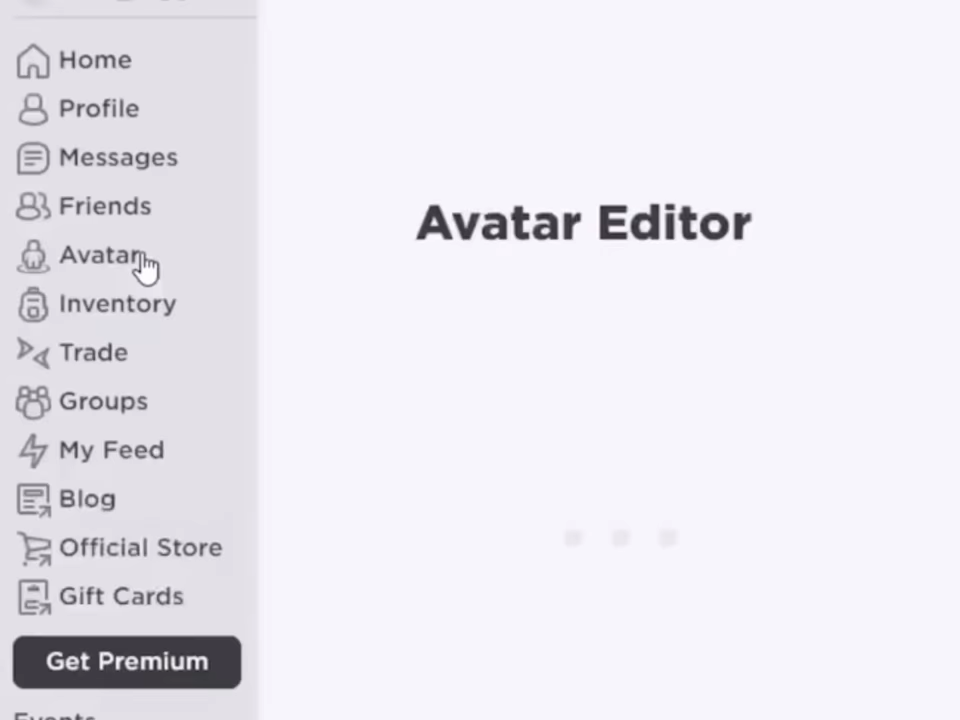 Home
Profile
Messages
Friends
Avatar
Inventory
Trade
Groups
My Feed
Blog
Official Store
Gift Cards
Get Premium
Events
Avatar Editor